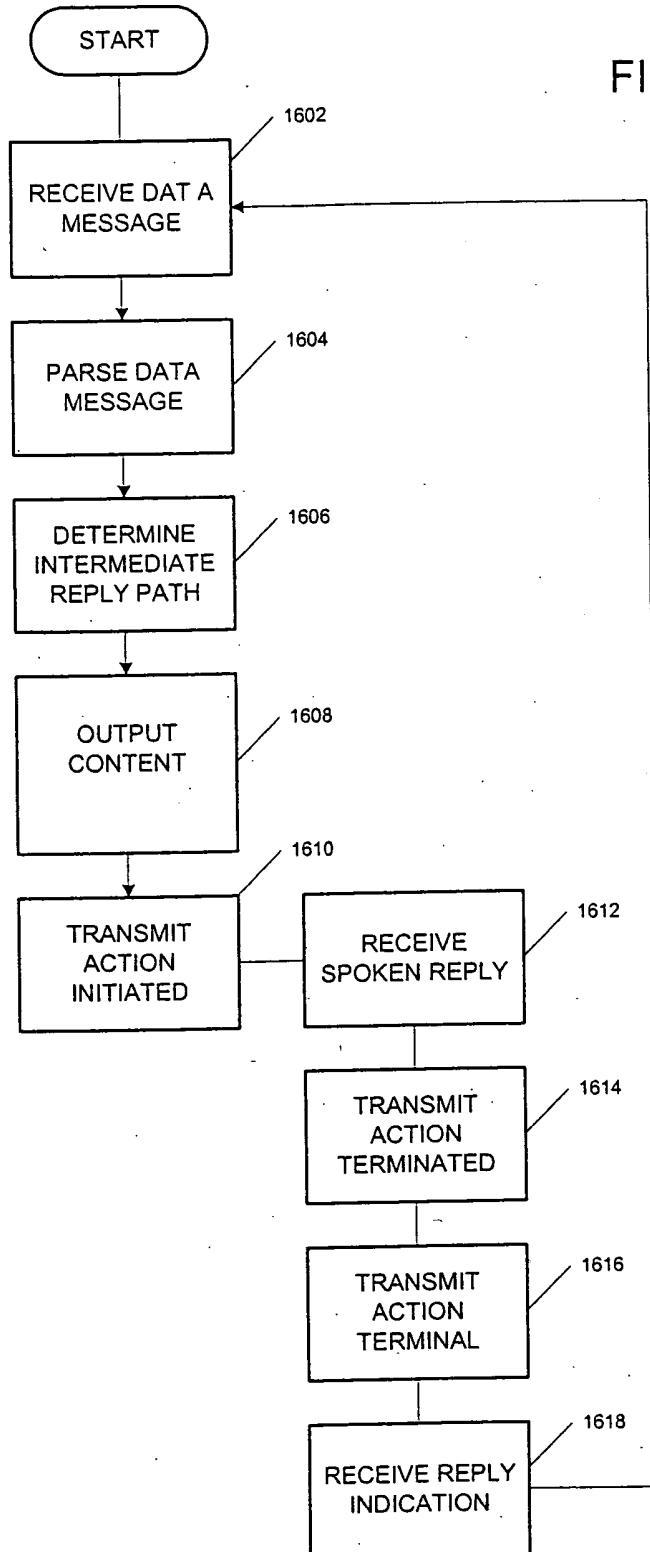 START
FI
1602
RECEIVE DAT A
MESSAGE
1604
PARSE DATA
MESSAGE
1606
DETERMINE
INTERMEDIATE
REPLY PATH
1608
OUTPUT
CONTENT
1610
TRANSMIT
ACTION
INITIATED
1612
RECEIVE
SPOKEN REPLY
1614
TRANSMIT
ACTION
TERMINATED
1616
TRANSMIT
ACTION
TERMINAL
1618
RECEIVE REPLY
INDICATION